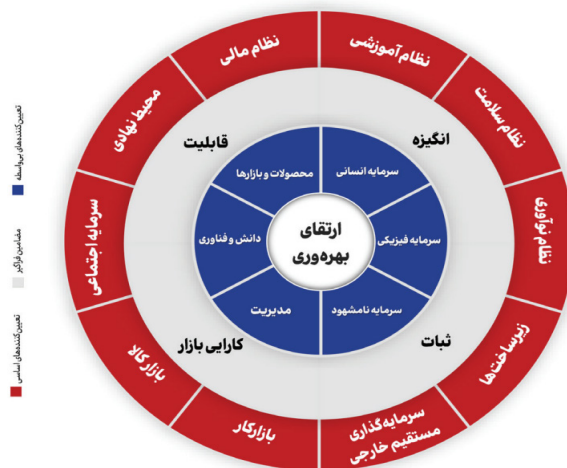 نظام مالی
نظام آموزشی
نظام سلامت
نظام نوآوری
زیرساخت‌ها
سرمایه‌گذاری
مستقیم خارجی
بازار کار
بازار کالا
سرمایه اجتماعی
محیط نهادی
قابلیت
انگیزه
ثبات
کارایی بازار
محصولات و بازارها
سرمایه انسانی
سرمایه فیزیکی
سرمایه نامشهود
مدیریت
دانش و فناوری
ارتقای
بهره‌وری
تعیین‌کننده‌های بی‌واسطه
مضامین فراگیر
تعیین‌کننده‌های اساسی